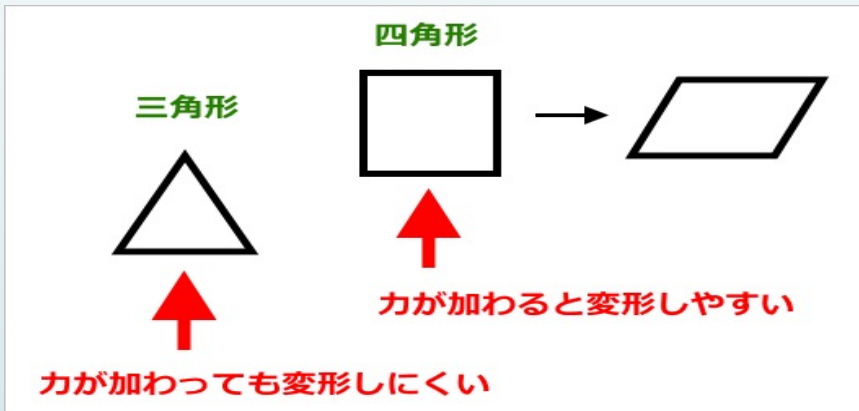 四角形
三角形
力が加わると変形しやすい
力が加わっても変形しにくい